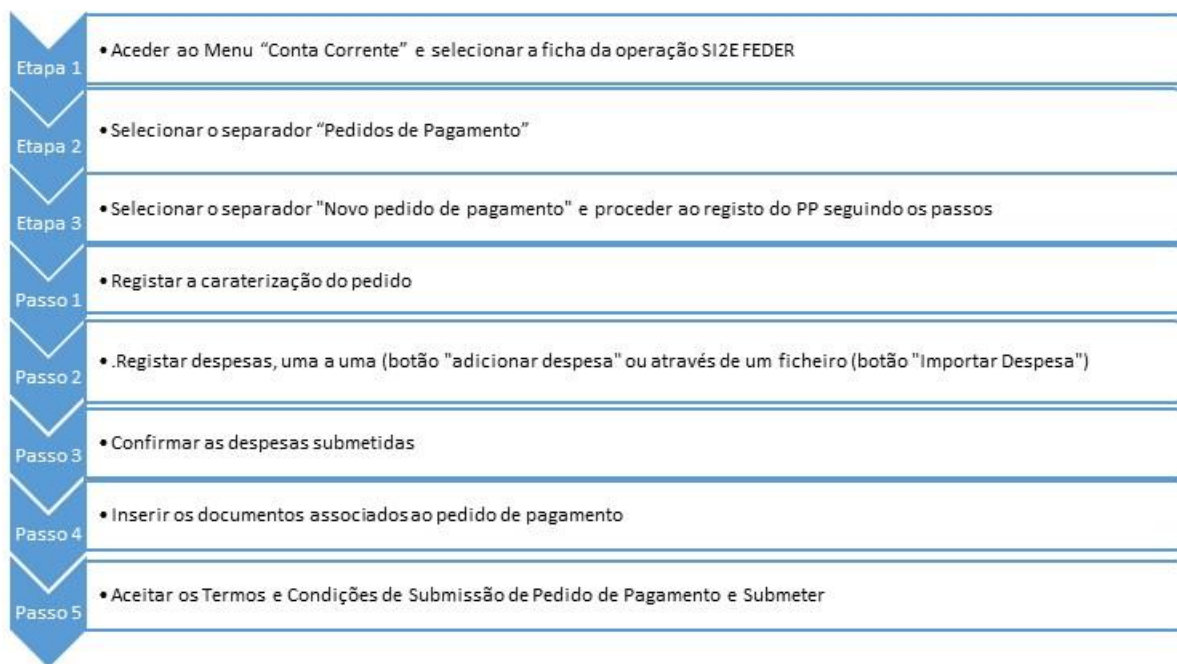 Etapa 1
• Aceder ao Menu “Conta Corrente” e selecionar a ficha da operação SI2E FEDER
Etapa 2
• Selecionar o separador “Pedidos de Pagamento”
Etapa 3
• Selecionar o separador "Novo pedido de pagamento" e proceder ao registo do PP seguindo os passos
Passo 1
• Registar a caraterização do pedido
Passo 2
• .Registar despesas, uma a uma (botão "adicionar despesa" ou através de um ficheiro (botão "Importar Despesa")
Passo 3
• Confirmar as despesas submetidas
Passo 4
• Inserir os documentos associados ao pedido de pagamento
Passo 5
• Aceitar os Termos e Condições de Submissão de Pedido de Pagamento e Submeter